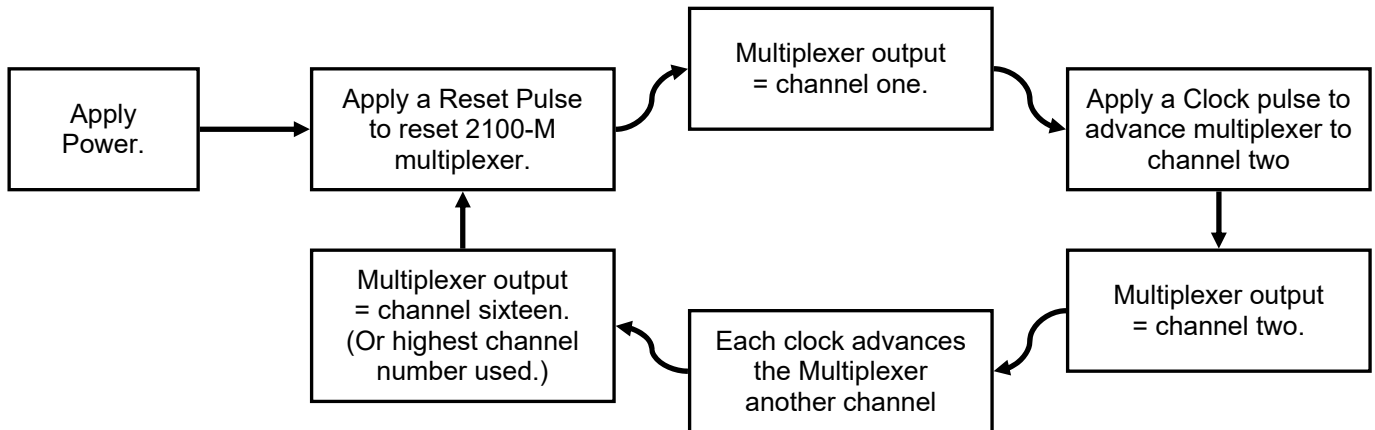 Apply
Power.
Apply a Reset Pulse
to reset 2100-M
multiplexer.
Multiplexer output
= channel one.
Apply a Clock pulse to
advance multiplexer to
channel two
Multiplexer output
= channel two.
Each clock advances
the Multiplexer
another channel
Multiplexer output
= channel sixteen.
(Or highest channel
number used.)